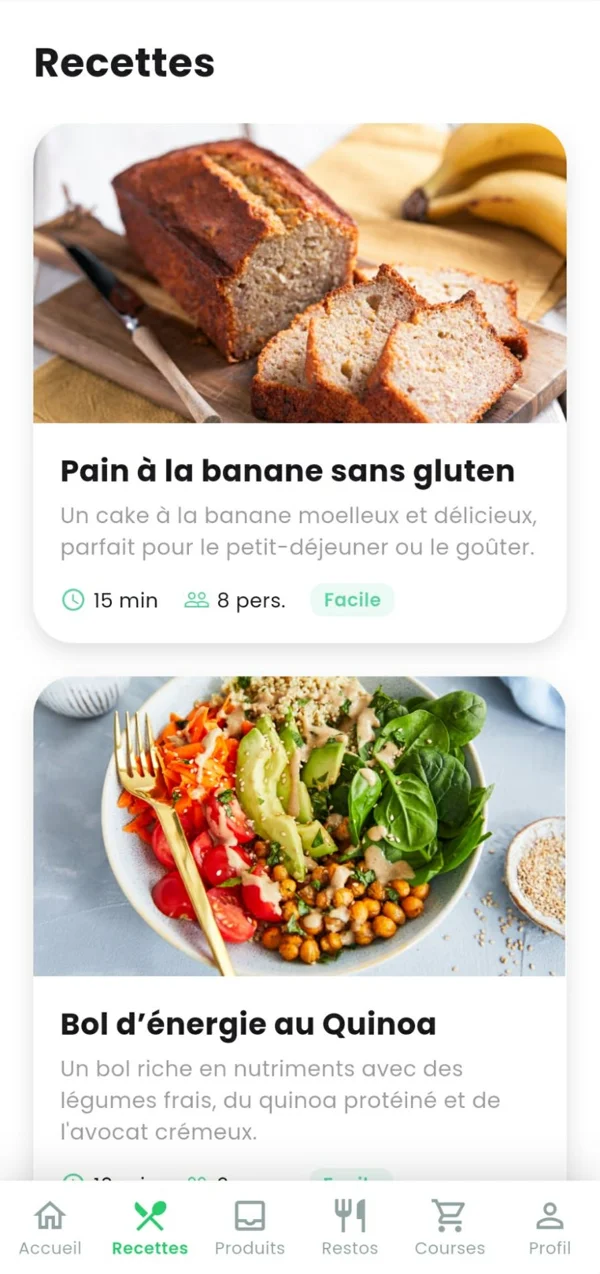 Recettes
Pain à la banane sans gluten
Un cake à la banane moelleux et délicieux,
parfait pour le petit-déjeuner ou le goûter.
15 min 8 pers. Facile
Bol d’énergie au Quinoa
Un bol riche en nutriments avec des
légumes frais, du quinoa protéiné et de
l'avocat crémeux.
Accueil Recettes Produits Restos Courses Profil